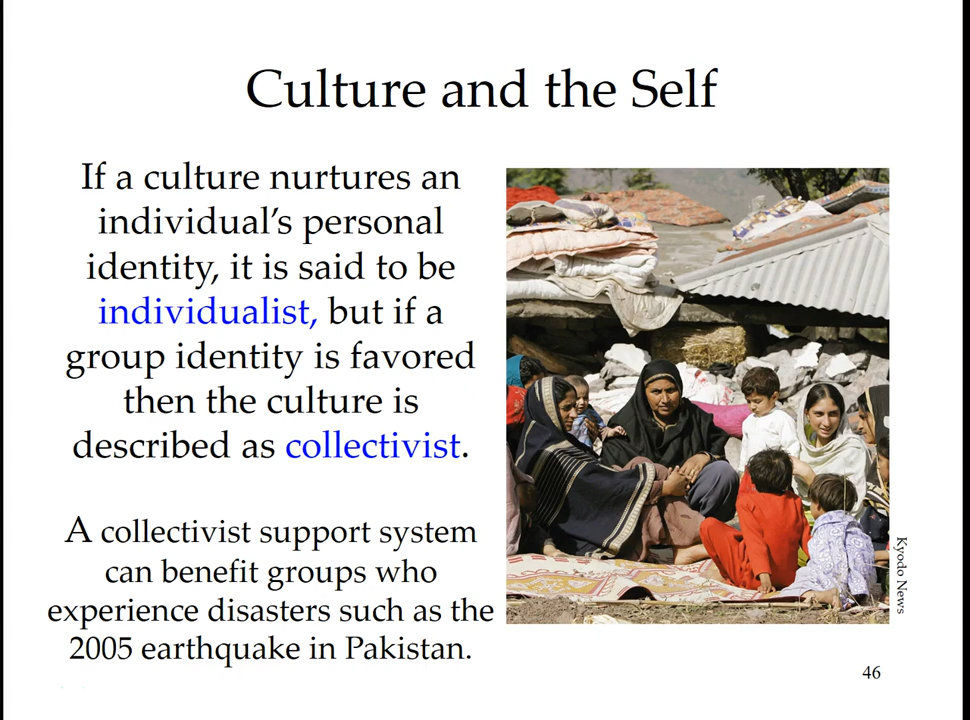 Culture and the Self
If a culture nurtures an
individual's personal
identity, it is said to be
individualist, but if a
group identity is favored
then the culture is
described as collectivist.
A collectivist support system
can benefit groups who
experience disasters such as the
2005 earthquake in Pakistan.
Kyodo News
46